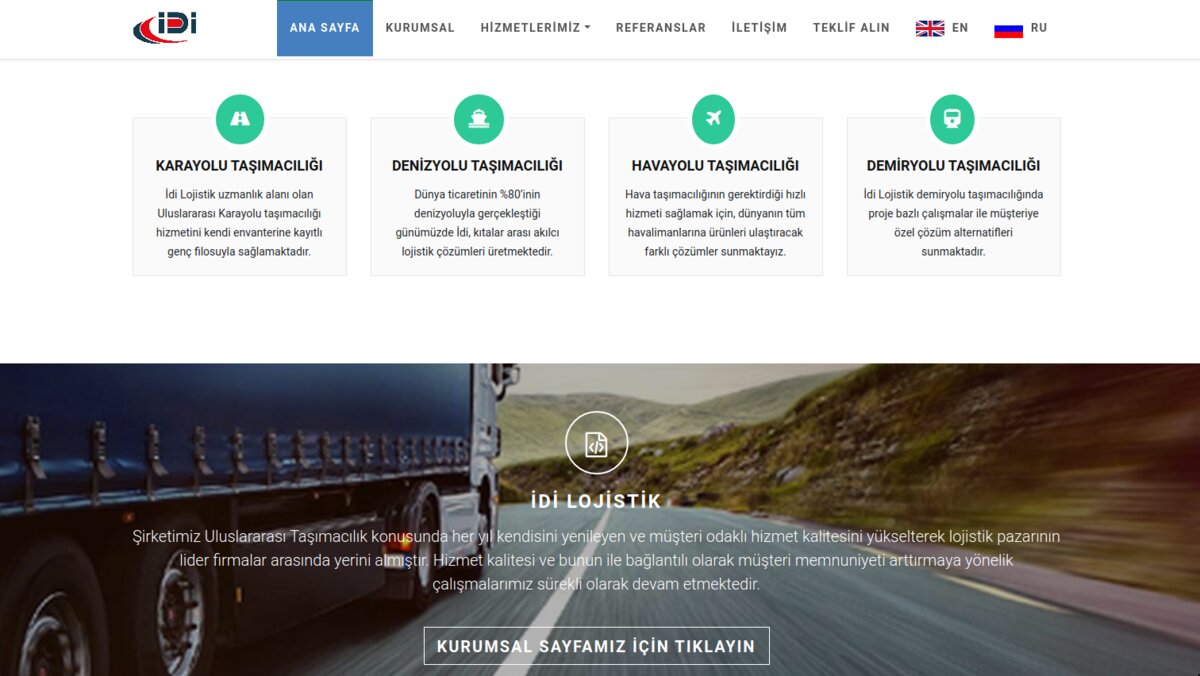 iDi
ANA SAYFA KURUMSAL HİZMETLERİMİZ REFERANSLAR İLETİŞİM TEKLİF ALIN EN RU
KARAYOLU TAŞIMACILIĞI
İdi Lojistik uzmanlık alanı olan
Uluslararası Karayolu taşımacılığı
hizmetini kendi envanterine kayıtlı
genç filosuyla sağlamaktadır.
DENİZYOLU TAŞIMACILIĞI
Dünya ticaretinin %80’inin
denizyoluyla gerçekleştiği
günümüzde İdi, kıtalar arası akılcı
lojistik çözümleri üretmektedir.
HAVAYOLU TAŞIMACILIĞI
Hava taşımacılığının gerektirdiği hızlı
hizmeti sağlamak için, dünyanın tüm
havalimanlarına ürünleri ulaştıracak
farklı çözümler sunmaktayız.
DEMİRYOLU TAŞIMACILIĞI
İdi Lojistik demiryolu taşımacılığında
proje bazlı çalışmalar ile müşteriye
özel çözüm alternatifleri
sunmaktadır.
İDİ LOJİSTİK
Şirketimiz Uluslararası Taşımacılık konusunda her yıl kendisini yenileyen ve müşteri odaklı hizmet kalitesini yükselterek lojistik pazarının
lider firmalar arasında yerini almıştır. Hizmet kalitesi ve bunun ile bağlantılı olarak müşteri memnuniyeti arttırmaya yönelik
çalışmalarımız sürekli olarak devam etmektedir.
KURUMSAL SAYFAMIZ İÇİN TIKLAYIN